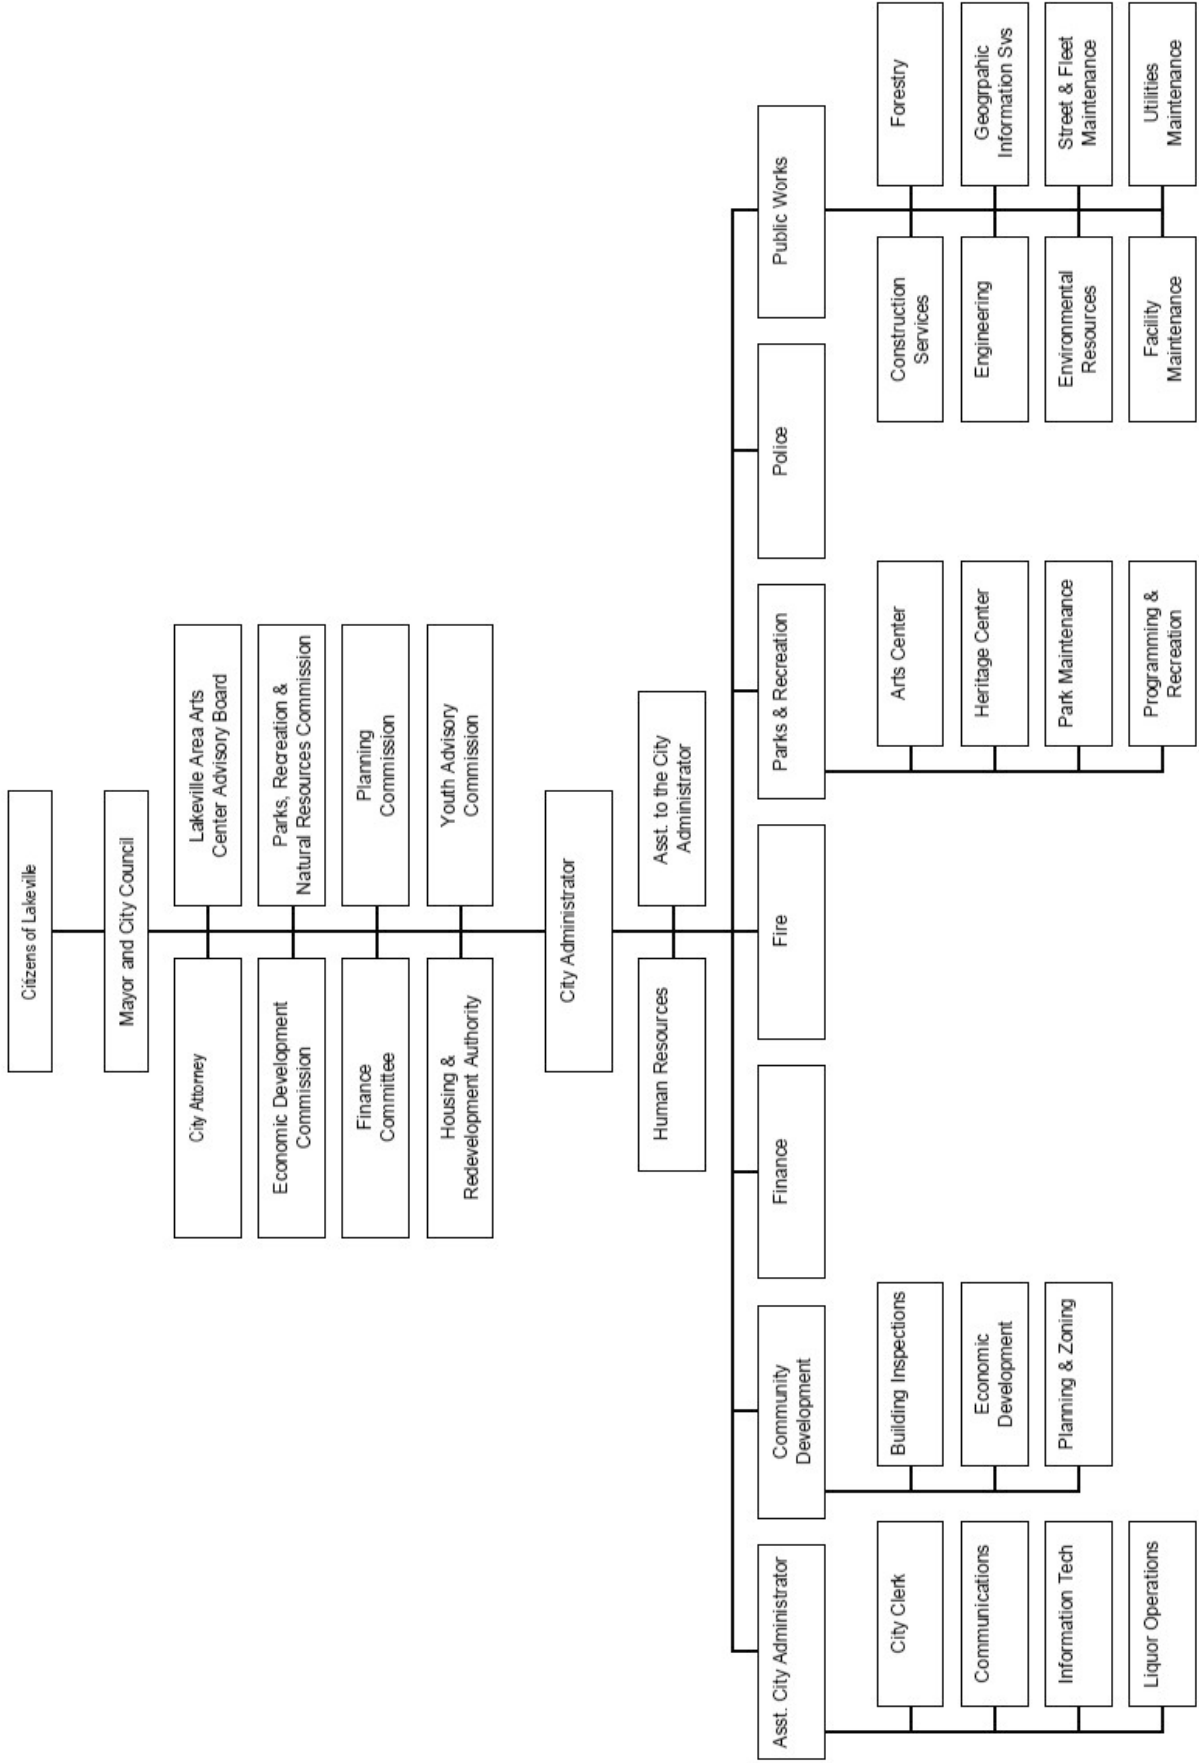 Citizens of Lakeville
Mayor and City Council
City Attorney
Lakeville Area Arts
Center Advisory Board
Economic Development
Commission
Parks, Recreation &
Natural Resources Commission
Finance
Committee
Planning
Commission
Housing &
Redevelopment Authority
Youth Advisory
Commission
City Administrator
Human Resources
Asst. to the City
Administrator
Asst. City Administrator
Community
Development
Finance
Fire
Parks & Recreation
Police
Public Works
City Clerk
Communications
Information Tech
Liquor Operations
Building Inspections
Economic
Development
Planning & Zoning
Arts Center
Heritage Center
Park Maintenance
Programming &
Recreation
Construction
Services
Forestry
Engineering
Geogrpahic
Information Svs
Environmental
Resources
Street & Fleet
Maintenance
Facility
Maintenance
Utilities
Maintenance